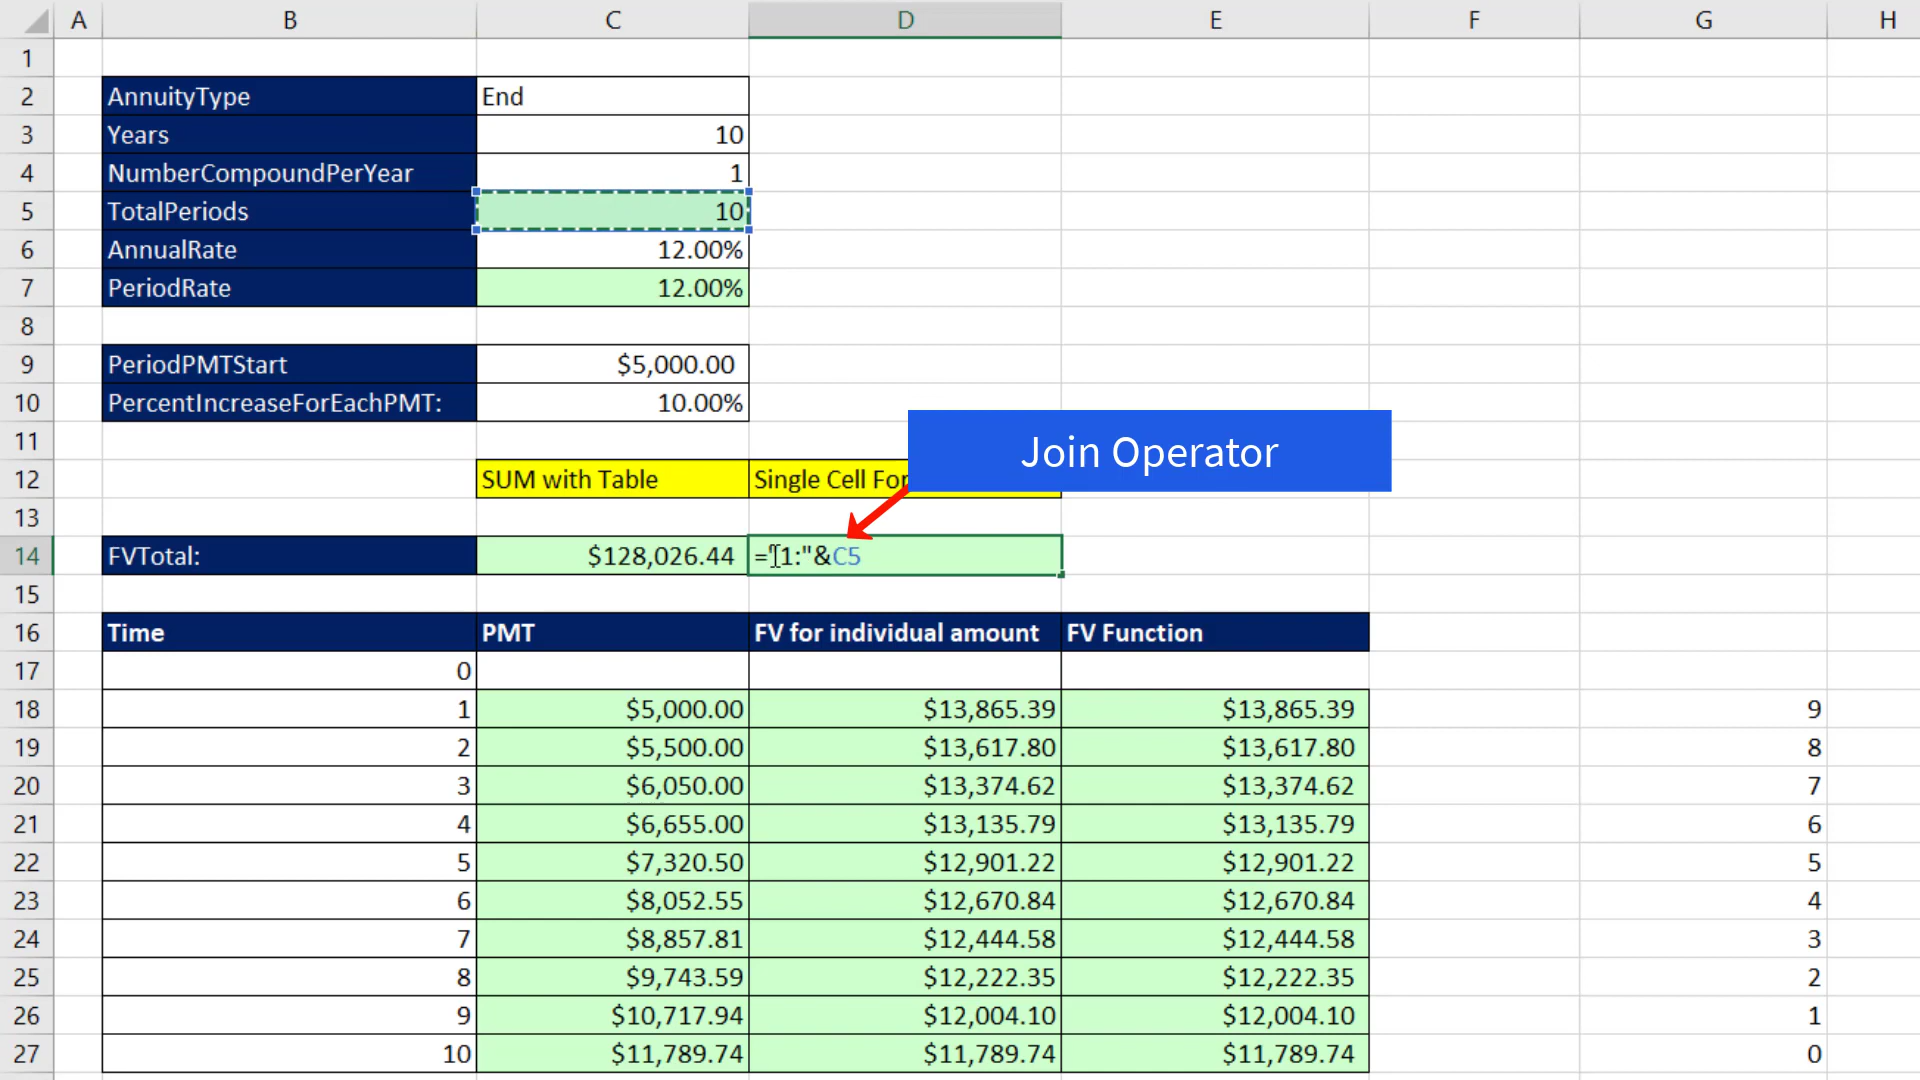 A B C D E F G H
1
2 AnnuityType End
3 Years 10
4 NumberCompoundPerYear 1
5 TotalPeriods 10
6 AnnualRate 12.00%
7 PeriodRate 12.00%
8
9 PeriodPMTStart $5,000.00
10 PercentIncreaseForEachPMT: 10.00%
11
Join Operator
12 SUM with Table Single Cell For
13
14 FVTotal: $128,026.44 ="1:"&C5
15
16 Time PMT FV for individual amount FV Function
17 0
18 1 $5,000.00 $13,865.39 $13,865.39 9
19 2 $5,500.00 $13,617.80 $13,617.80 8
20 3 $6,050.00 $13,374.62 $13,374.62 7
21 4 $6,655.00 $13,135.79 $13,135.79 6
22 5 $7,320.50 $12,901.22 $12,901.22 5
23 6 $8,052.55 $12,670.84 $12,670.84 4
24 7 $8,857.81 $12,444.58 $12,444.58 3
25 8 $9,743.59 $12,222.35 $12,222.35 2
26 9 $10,717.94 $12,004.10 $12,004.10 1
27 10 $11,789.74 $11,789.74 $11,789.74 0